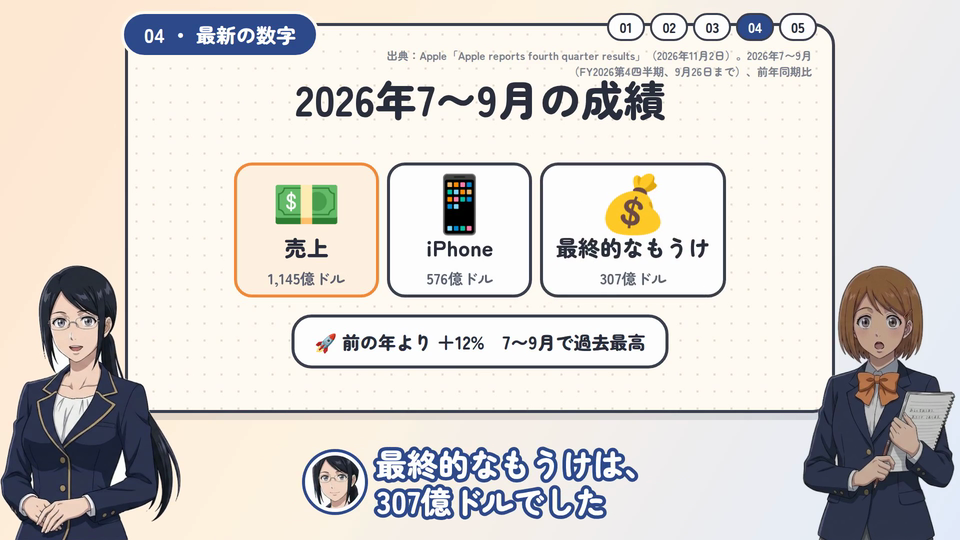 04 ・ 最新の数字
01 02 03 04 05
出典：Apple「Apple reports fourth quarter results」（2026年11月2日）。2026年7〜9月
（FY2026第4四半期、9月26日まで）、前年同期比
2026年7〜9月の成績
売上
1,145億ドル
iPhone
576億ドル
最終的なもうけ
307億ドル
前の年より ＋12%　7〜9月で過去最高
最終的なもうけは、
307億ドルでした